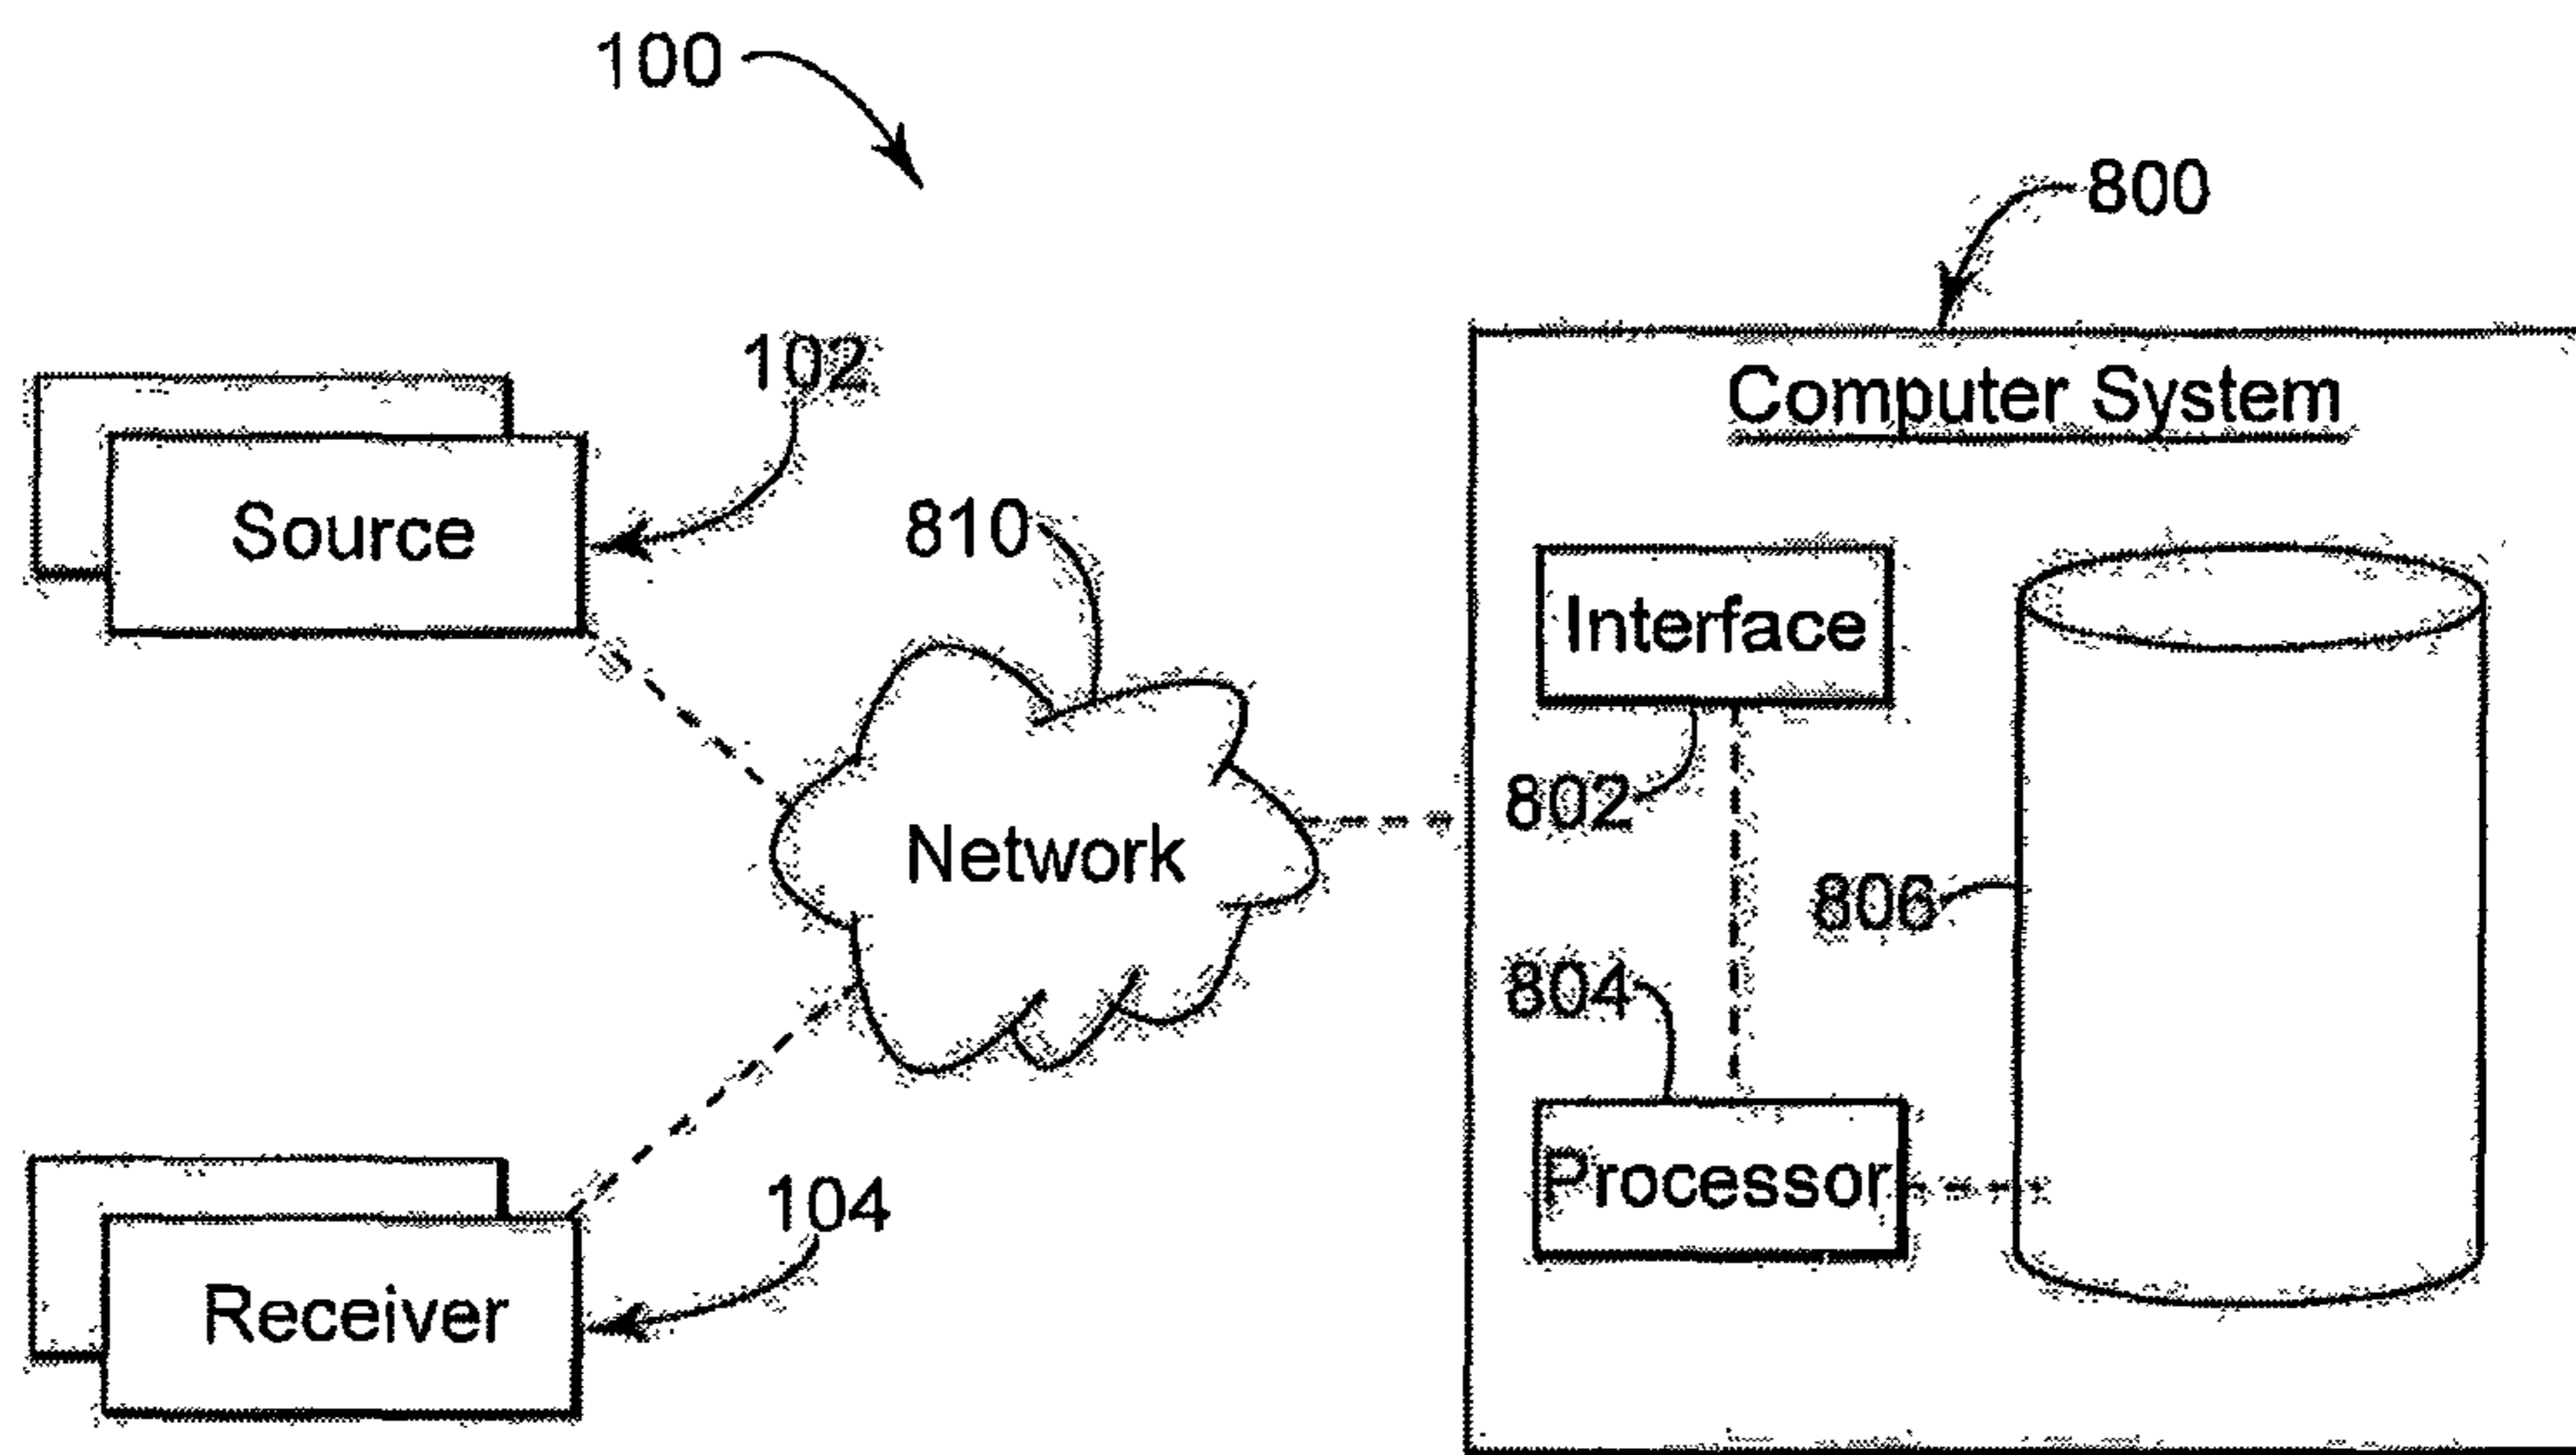 100
800
102
Computer System
Source
810
Interface
802
Network
806
804
Processor
104
Receiver